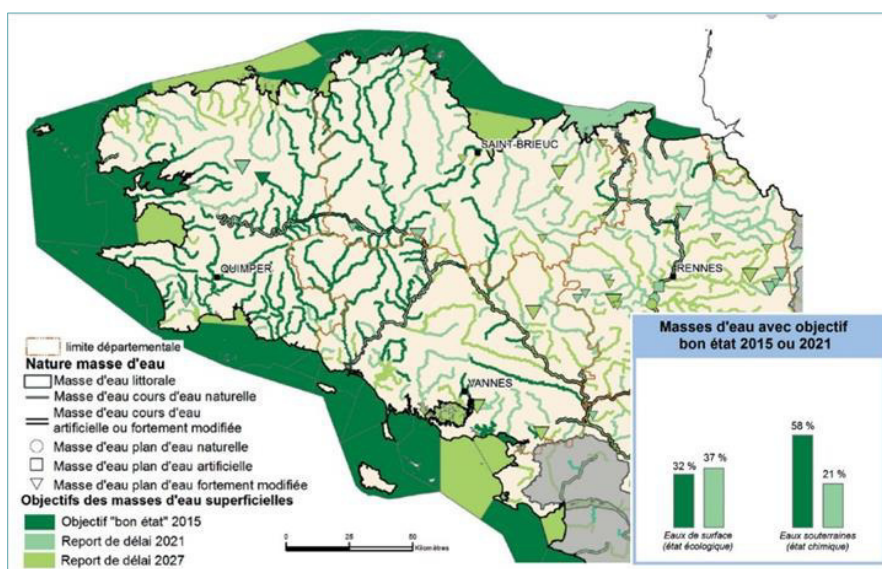 SAINT-BRIEUC
QUIMPER
RENNES
VANNES
limite départementale
Nature masse d'eau
Masse d'eau littorale
Masse d'eau cours d'eau naturelle
Masse d'eau cours d'eau
artificielle ou fortement modifiée
Masse d'eau plan d'eau naturelle
Masse d'eau plan d'eau artificielle
Masse d'eau plan d'eau fortement modifiée
Objectifs des masses d'eau superficielles
Objectif "bon état" 2015
Report de délai 2021
Report de délai 2027
0 25 50
Kilomètres
Masses d'eau avec objectif
bon état 2015 ou 2021
58 %
32 % 37 %
21 %
Eaux de surface
(état écologique)
Eaux souterraines
(état chimique)